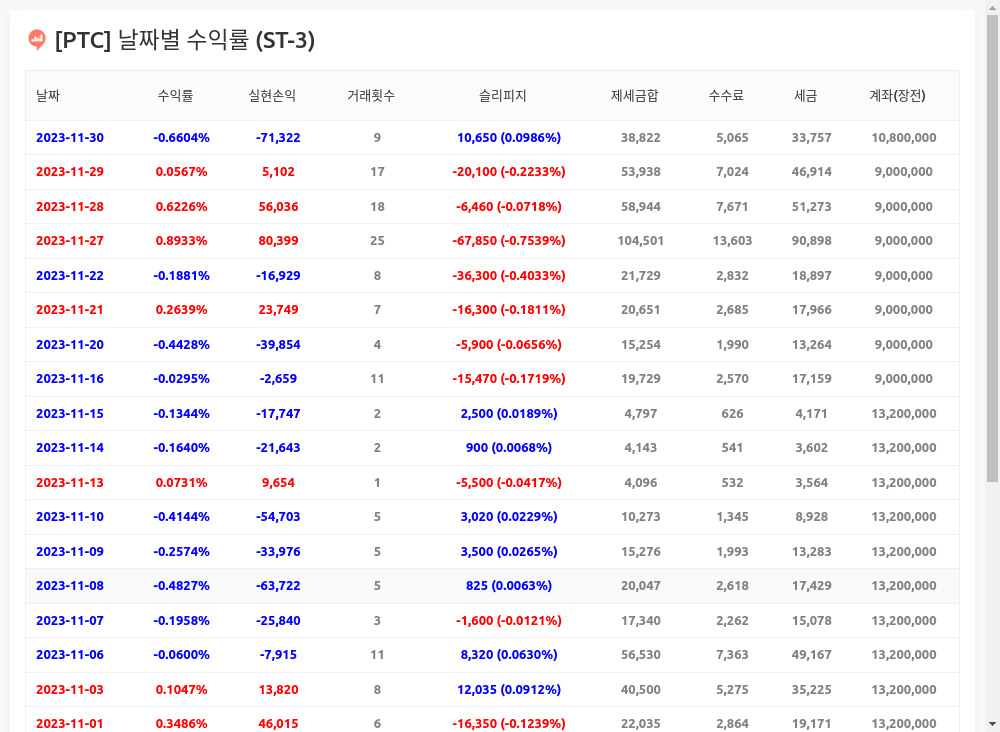 [PTC] 날짜별 수익률 (ST-3)
날짜 수익률 실현손익 거래횟수 슬리피지 제세금합 수수료 세금 계좌(장전)
2023-11-30 -0.6604% -71,322 9 10,650 (0.0986%) 38,822 5,065 33,757 10,800,000
2023-11-29 0.0567% 5,102 17 -20,100 (-0.2233%) 53,938 7,024 46,914 9,000,000
2023-11-28 0.6226% 56,036 18 -6,460 (-0.0718%) 58,944 7,671 51,273 9,000,000
2023-11-27 0.8933% 80,399 25 -67,850 (-0.7539%) 104,501 13,603 90,898 9,000,000
2023-11-22 -0.1881% -16,929 8 -36,300 (-0.4033%) 21,729 2,832 18,897 9,000,000
2023-11-21 0.2639% 23,749 7 -16,300 (-0.1811%) 20,651 2,685 17,966 9,000,000
2023-11-20 -0.4428% -39,854 4 -5,900 (-0.0656%) 15,254 1,990 13,264 9,000,000
2023-11-16 -0.0295% -2,659 11 -15,470 (-0.1719%) 19,729 2,570 17,159 9,000,000
2023-11-15 -0.1344% -17,747 2 2,500 (0.0189%) 4,797 626 4,171 13,200,000
2023-11-14 -0.1640% -21,643 2 900 (0.0068%) 4,143 541 3,602 13,200,000
2023-11-13 0.0731% 9,654 1 -5,500 (-0.0417%) 4,096 532 3,564 13,200,000
2023-11-10 -0.4144% -54,703 5 3,020 (0.0229%) 10,273 1,345 8,928 13,200,000
2023-11-09 -0.2574% -33,976 5 3,500 (0.0265%) 15,276 1,993 13,283 13,200,000
2023-11-08 -0.4827% -63,722 5 825 (0.0063%) 20,047 2,618 17,429 13,200,000
2023-11-07 -0.1958% -25,840 3 -1,600 (-0.0121%) 17,340 2,262 15,078 13,200,000
2023-11-06 -0.0600% -7,915 11 8,320 (0.0630%) 56,530 7,363 49,167 13,200,000
2023-11-03 0.1047% 13,820 8 12,035 (0.0912%) 40,500 5,275 35,225 13,200,000
2023-11-01 0.3486% 46,015 6 -16,350 (-0.1239%) 22,035 2,864 19,171 13,200,000